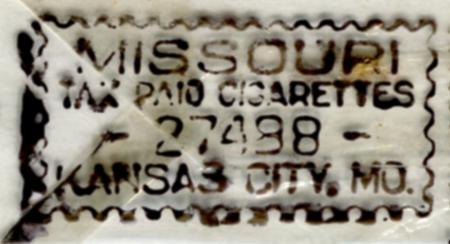 MISSOURI
TAX PAID CIGARETTES
- 27498 -
KANSAS CITY, MO.